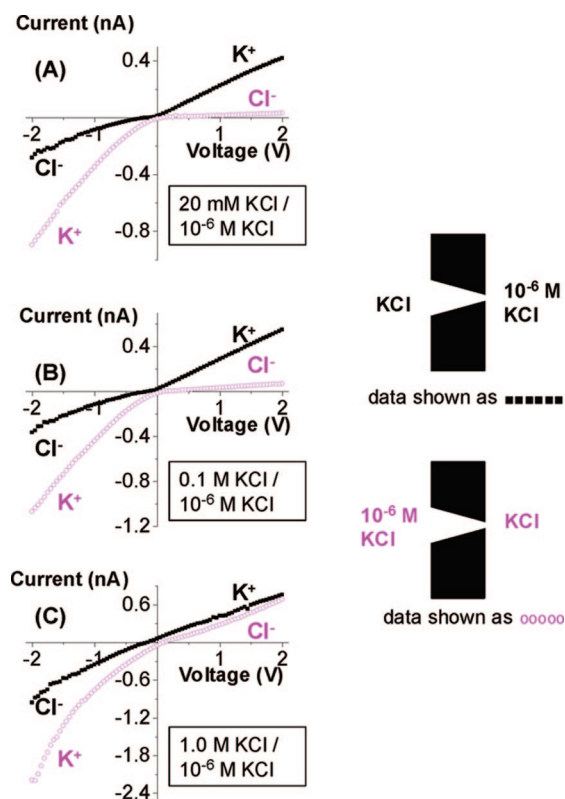 Current (nA)
(A)
0.4
K⁺
Cl⁻
-2
-1
0
1
2
Voltage (V)
Cl⁻
-0.4
K⁺
-0.8
20 mM KCl /
10⁻⁶ M KCl
Current (nA)
(B)
0.4
K⁺
Cl⁻
-2
-1
0
1
2
Voltage (V)
Cl⁻
-0.4
K⁺
-0.8
-1.2
0.1 M KCl /
10⁻⁶ M KCl
Current (nA)
(C)
0.6
K⁺
Cl⁻
-2
-1
0
1
2
Voltage (V)
Cl⁻
-0.6
-1.2
K⁺
-1.8
-2.4
1.0 M KCl /
10⁻⁶ M KCl
KCl
10⁻⁶ M
KCl
data shown as
10⁻⁶ M
KCl
KCl
data shown as